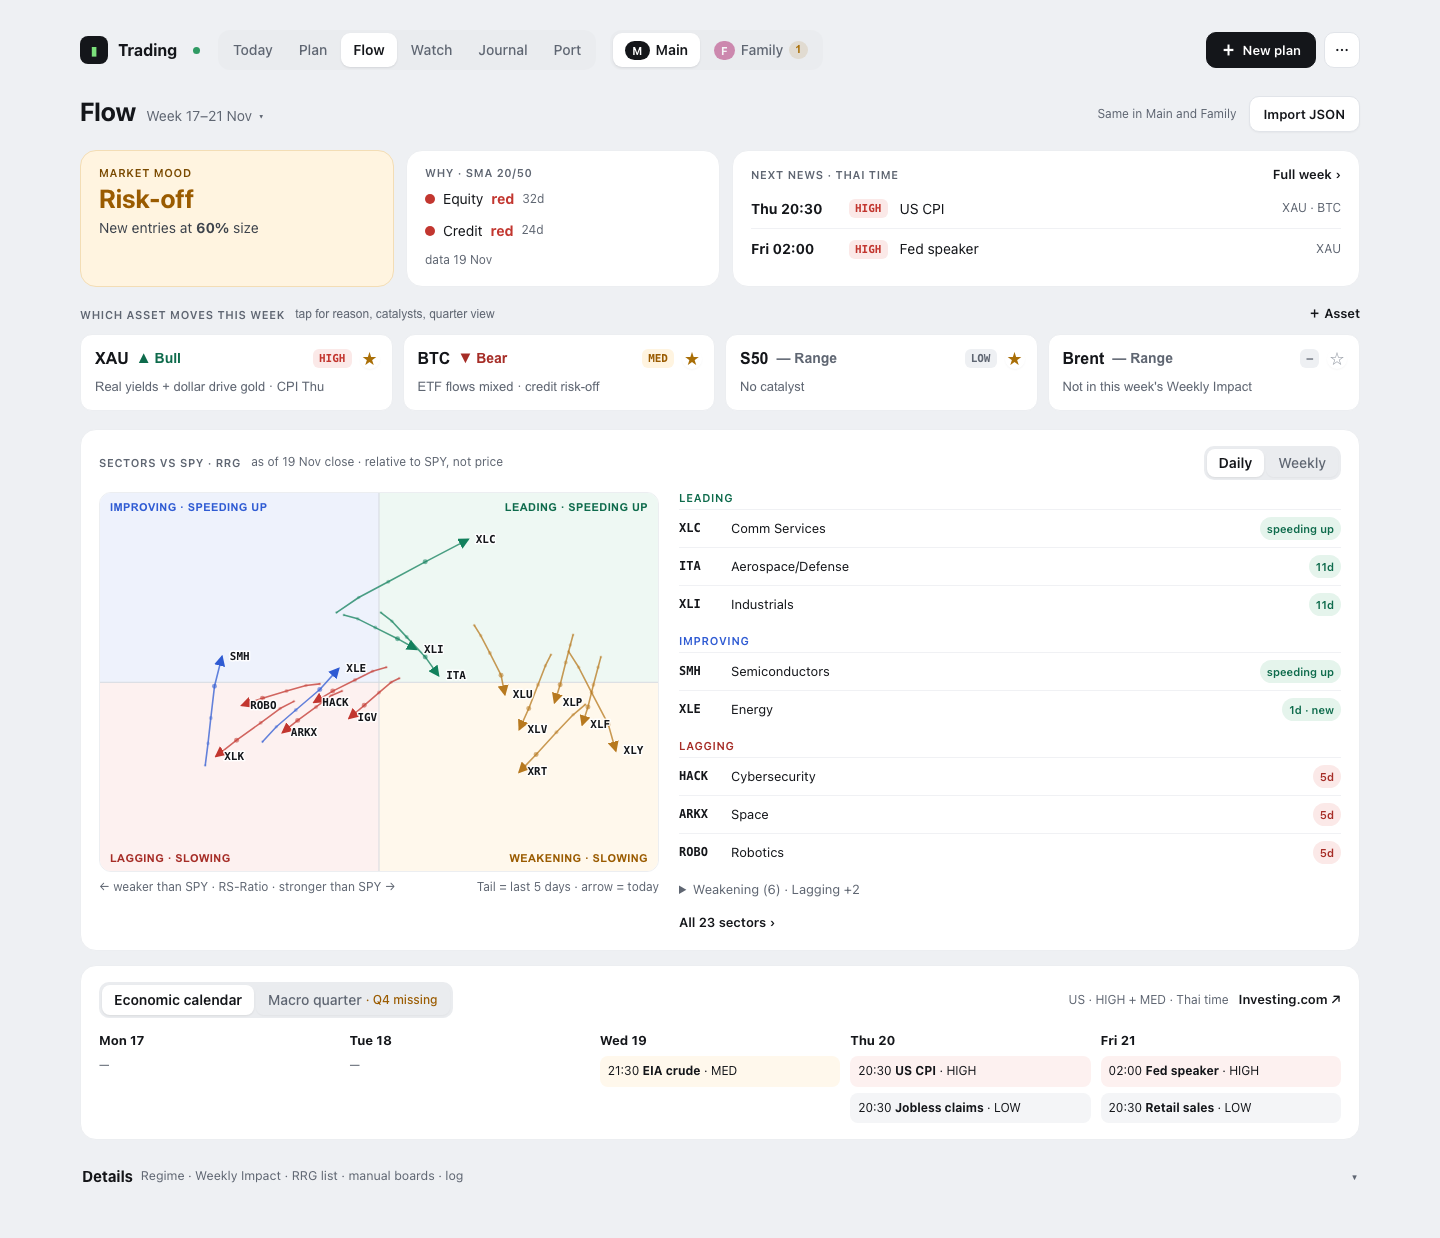 Trading
Today Plan Flow Watch Journal Port
M Main F Family 1
+ New plan
···
Flow Week 17–21 Nov ▾
Same in Main and Family Import JSON
MARKET MOOD
Risk-off
New entries at 60% size
WHY · SMA 20/50
Equity red 32d
Credit red 24d
data 19 Nov
NEXT NEWS · THAI TIME Full week ›
Thu 20:30 HIGH US CPI XAU · BTC
Fri 02:00 HIGH Fed speaker XAU
WHICH ASSET MOVES THIS WEEK tap for reason, catalysts, quarter view + Asset
XAU ▲ Bull HIGH ★
Real yields + dollar drive gold · CPI Thu
BTC ▼ Bear MED ★
ETF flows mixed · credit risk-off
S50 — Range LOW ★
No catalyst
Brent — Range – ☆
Not in this week's Weekly Impact
SECTORS VS SPY · RRG as of 19 Nov close · relative to SPY, not price
Daily Weekly
IMPROVING · SPEEDING UP LEADING · SPEEDING UP
XLC
XLI
SMH
XLE
ITA
XLU
ROBO
HACK
XLP
IGV
XLF
ARKX
XLV
XLY
XLK
XRT
LAGGING · SLOWING WEAKENING · SLOWING
← weaker than SPY · RS-Ratio · stronger than SPY → Tail = last 5 days · arrow = today
LEADING
XLC Comm Services speeding up
ITA Aerospace/Defense 11d
XLI Industrials 11d
IMPROVING
SMH Semiconductors speeding up
XLE Energy 1d · new
LAGGING
HACK Cybersecurity 5d
ARKX Space 5d
ROBO Robotics 5d
▶ Weakening (6) · Lagging +2
All 23 sectors ›
Economic calendar Macro quarter · Q4 missing
US · HIGH + MED · Thai time Investing.com ↗
Mon 17
—
Tue 18
—
Wed 19
21:30 EIA crude · MED
Thu 20
20:30 US CPI · HIGH
20:30 Jobless claims · LOW
Fri 21
02:00 Fed speaker · HIGH
20:30 Retail sales · LOW
Details Regime · Weekly Impact · RRG list · manual boards · log ▾